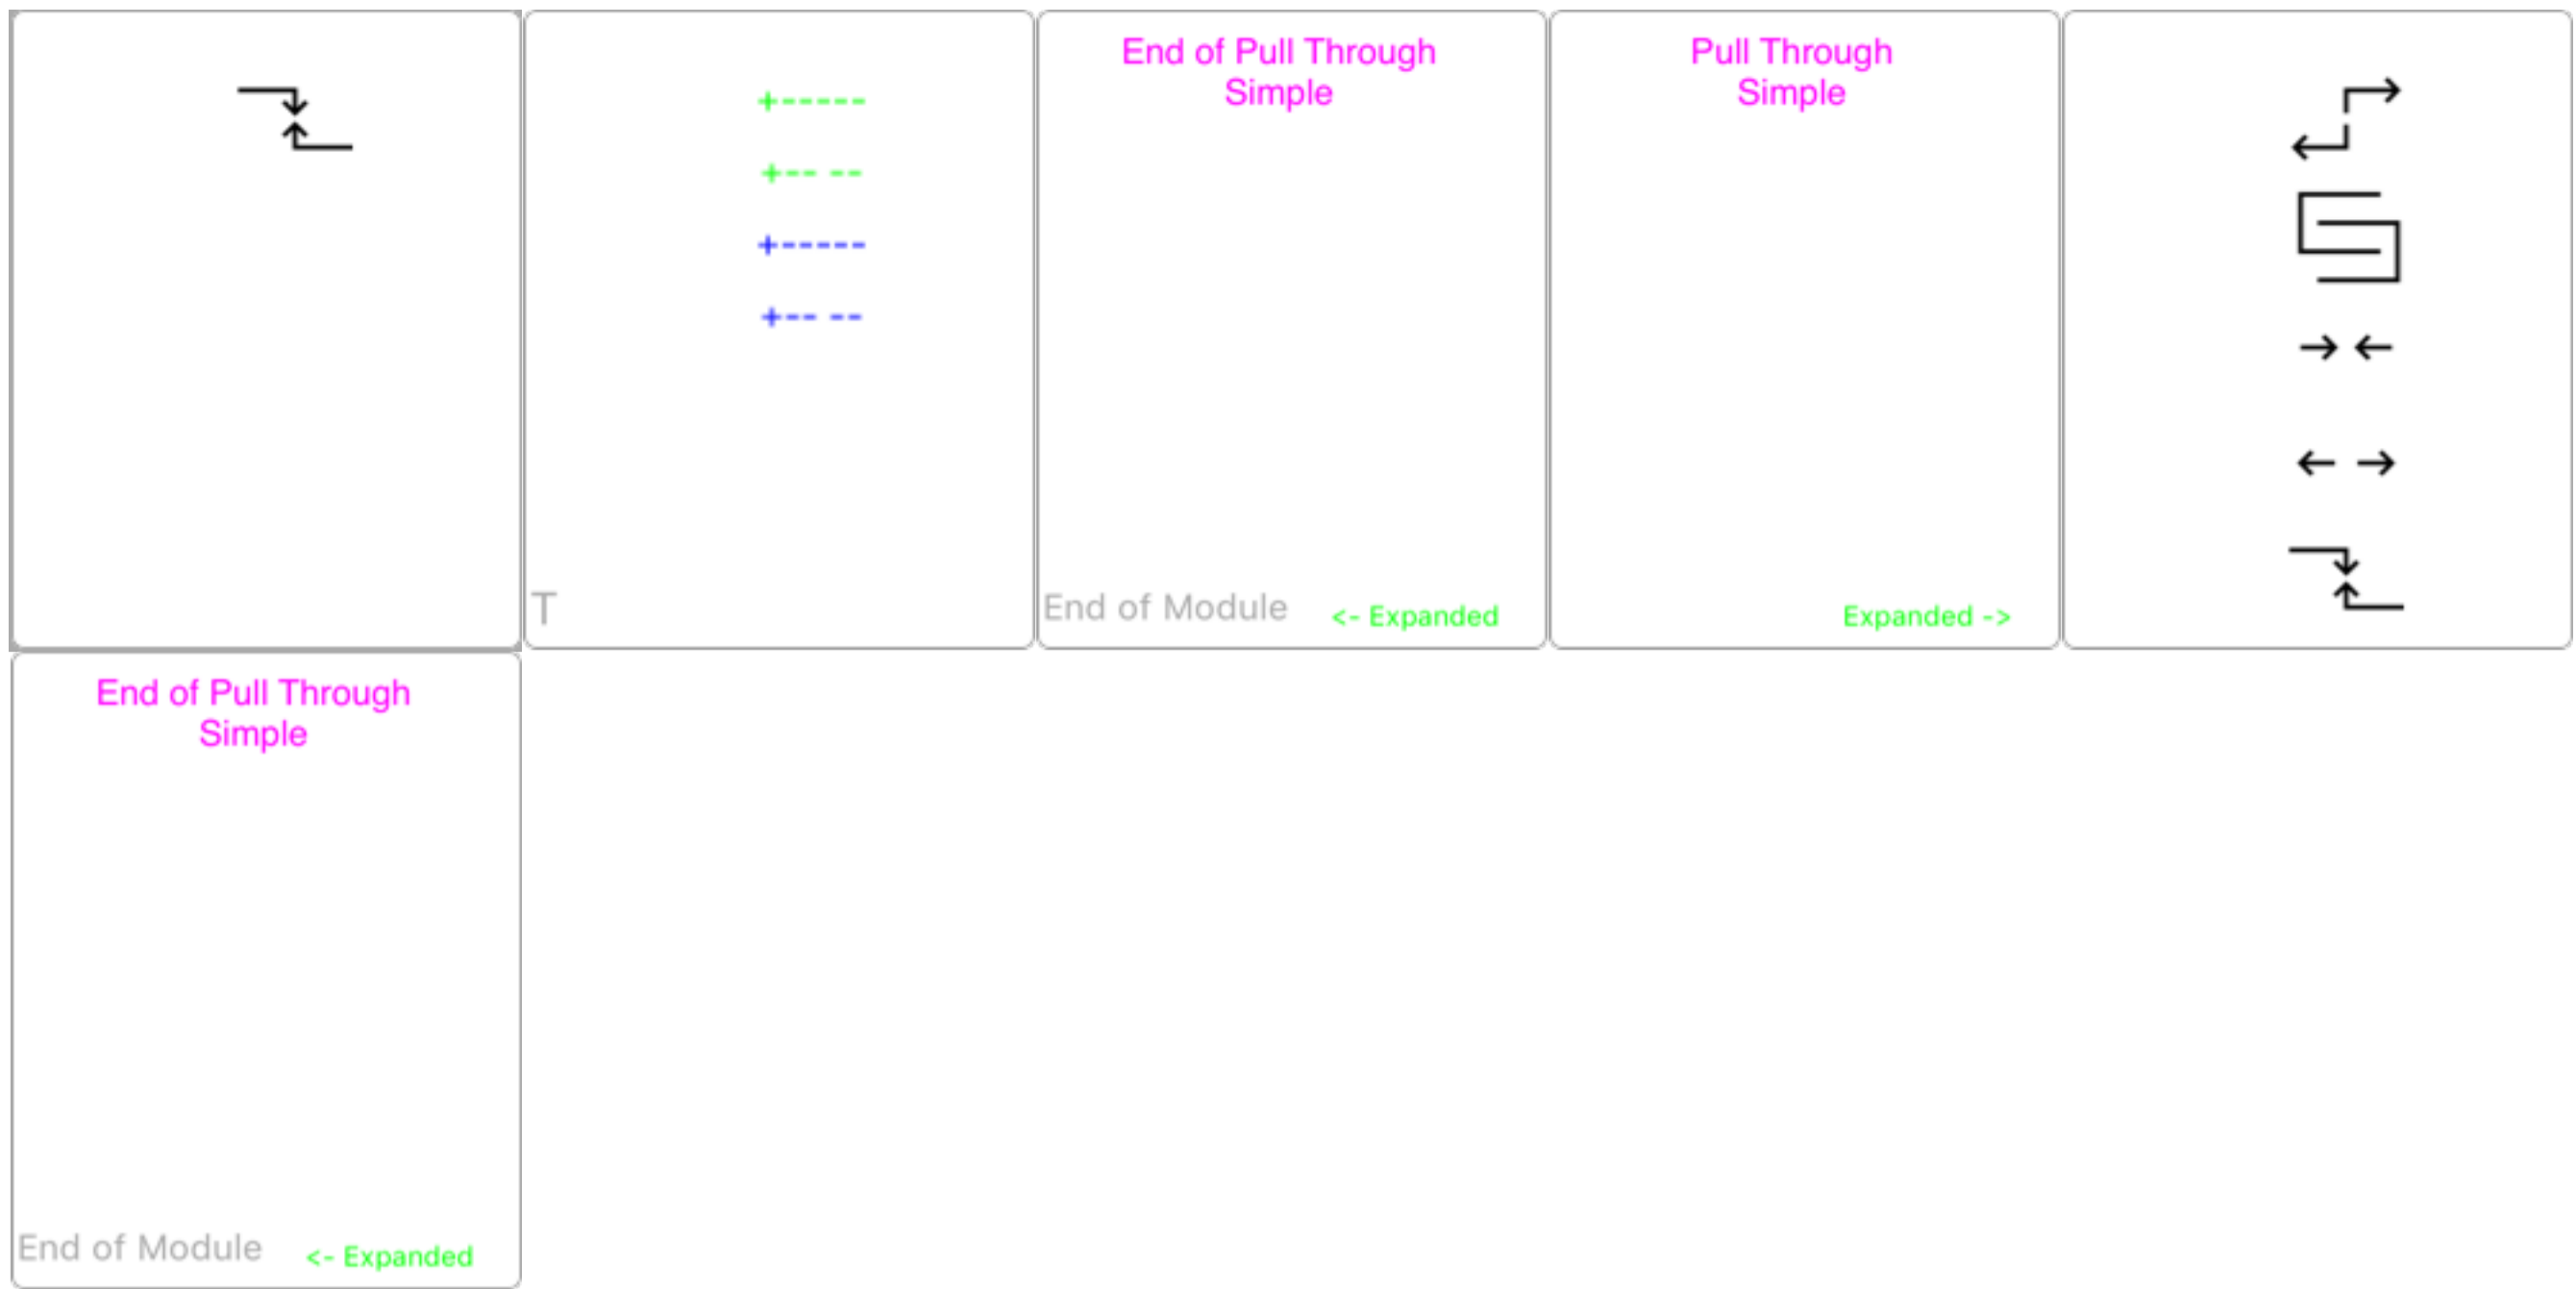 +------
+-- --
+------
+-- --
T
End of Pull Through
Simple
End of Module
<- Expanded
Pull Through
Simple
Expanded ->
End of Pull Through
Simple
End of Module
<- Expanded